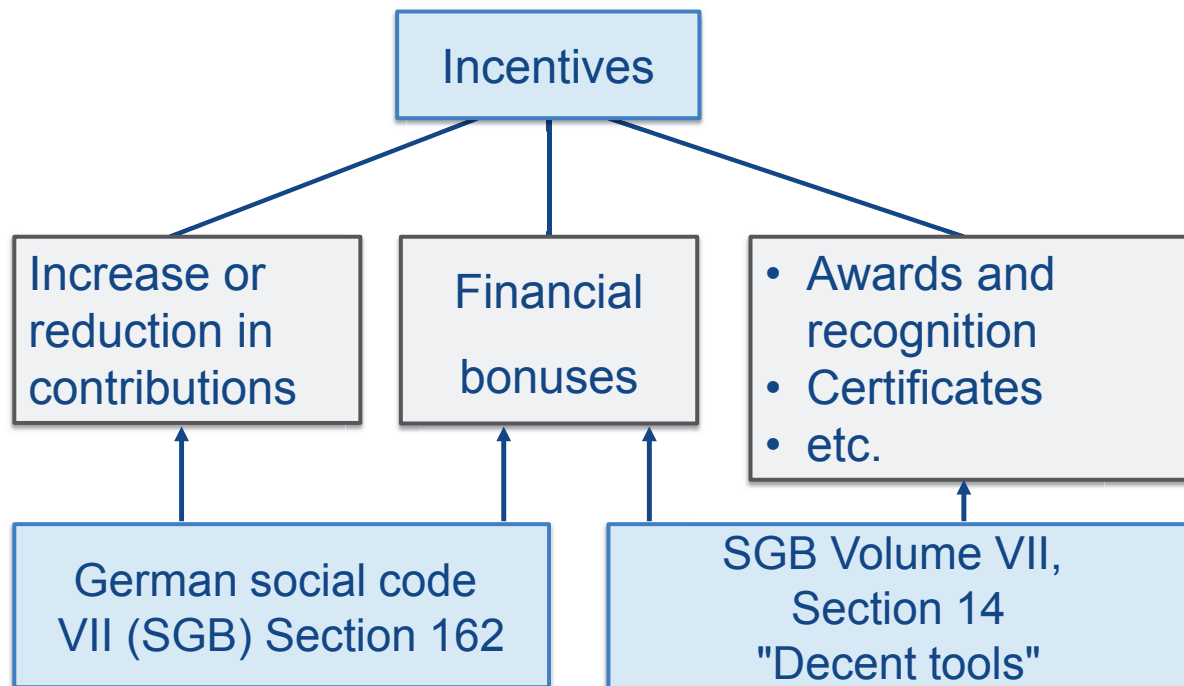 Incentives
Increase or
reduction in
contributions
Financial
bonuses
• Awards and
recognition
• Certificates
• etc.
German social code
VII (SGB) Section 162
SGB Volume VII,
Section 14
"Decent tools"